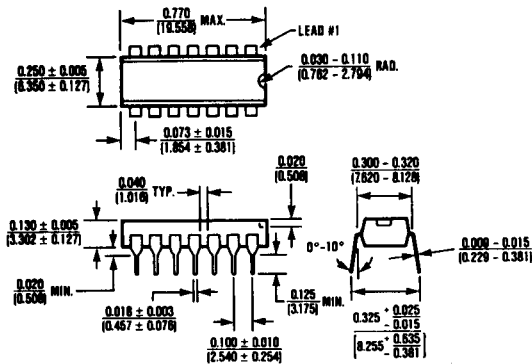 0.770
(19.558) MAX.
LEAD #1
0.250 ± 0.005
(6.350 ± 0.127)
0.030 - 0.110
(0.762 - 2.794) RAD.
0.073 ± 0.015
(1.854 ± 0.381)
0.040
(1.016) TYP.
0.020
(0.508)
0.300 - 0.320
(7.620 - 8.128)
0.130 ± 0.005
(3.302 ± 0.127)
0°-10°
0.009 - 0.015
(0.229 - 0.381)
0.020
(0.508) MIN.
0.018 ± 0.003
(0.457 ± 0.076)
0.125
(3.175) MIN.
0.100 ± 0.010
(2.540 ± 0.254)
0.325 + 0.025
- 0.015
(8.255 + 0.635
- 0.381)